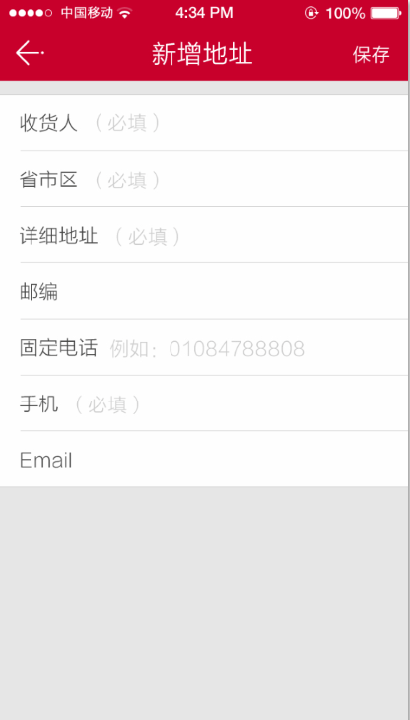 中国移动 4:34 PM 100%
新增地址 保存
收货人 （必填）
省市区 （必填）
详细地址 （必填）
邮编
固定电话 例如：01084788808
手机 （必填）
Email